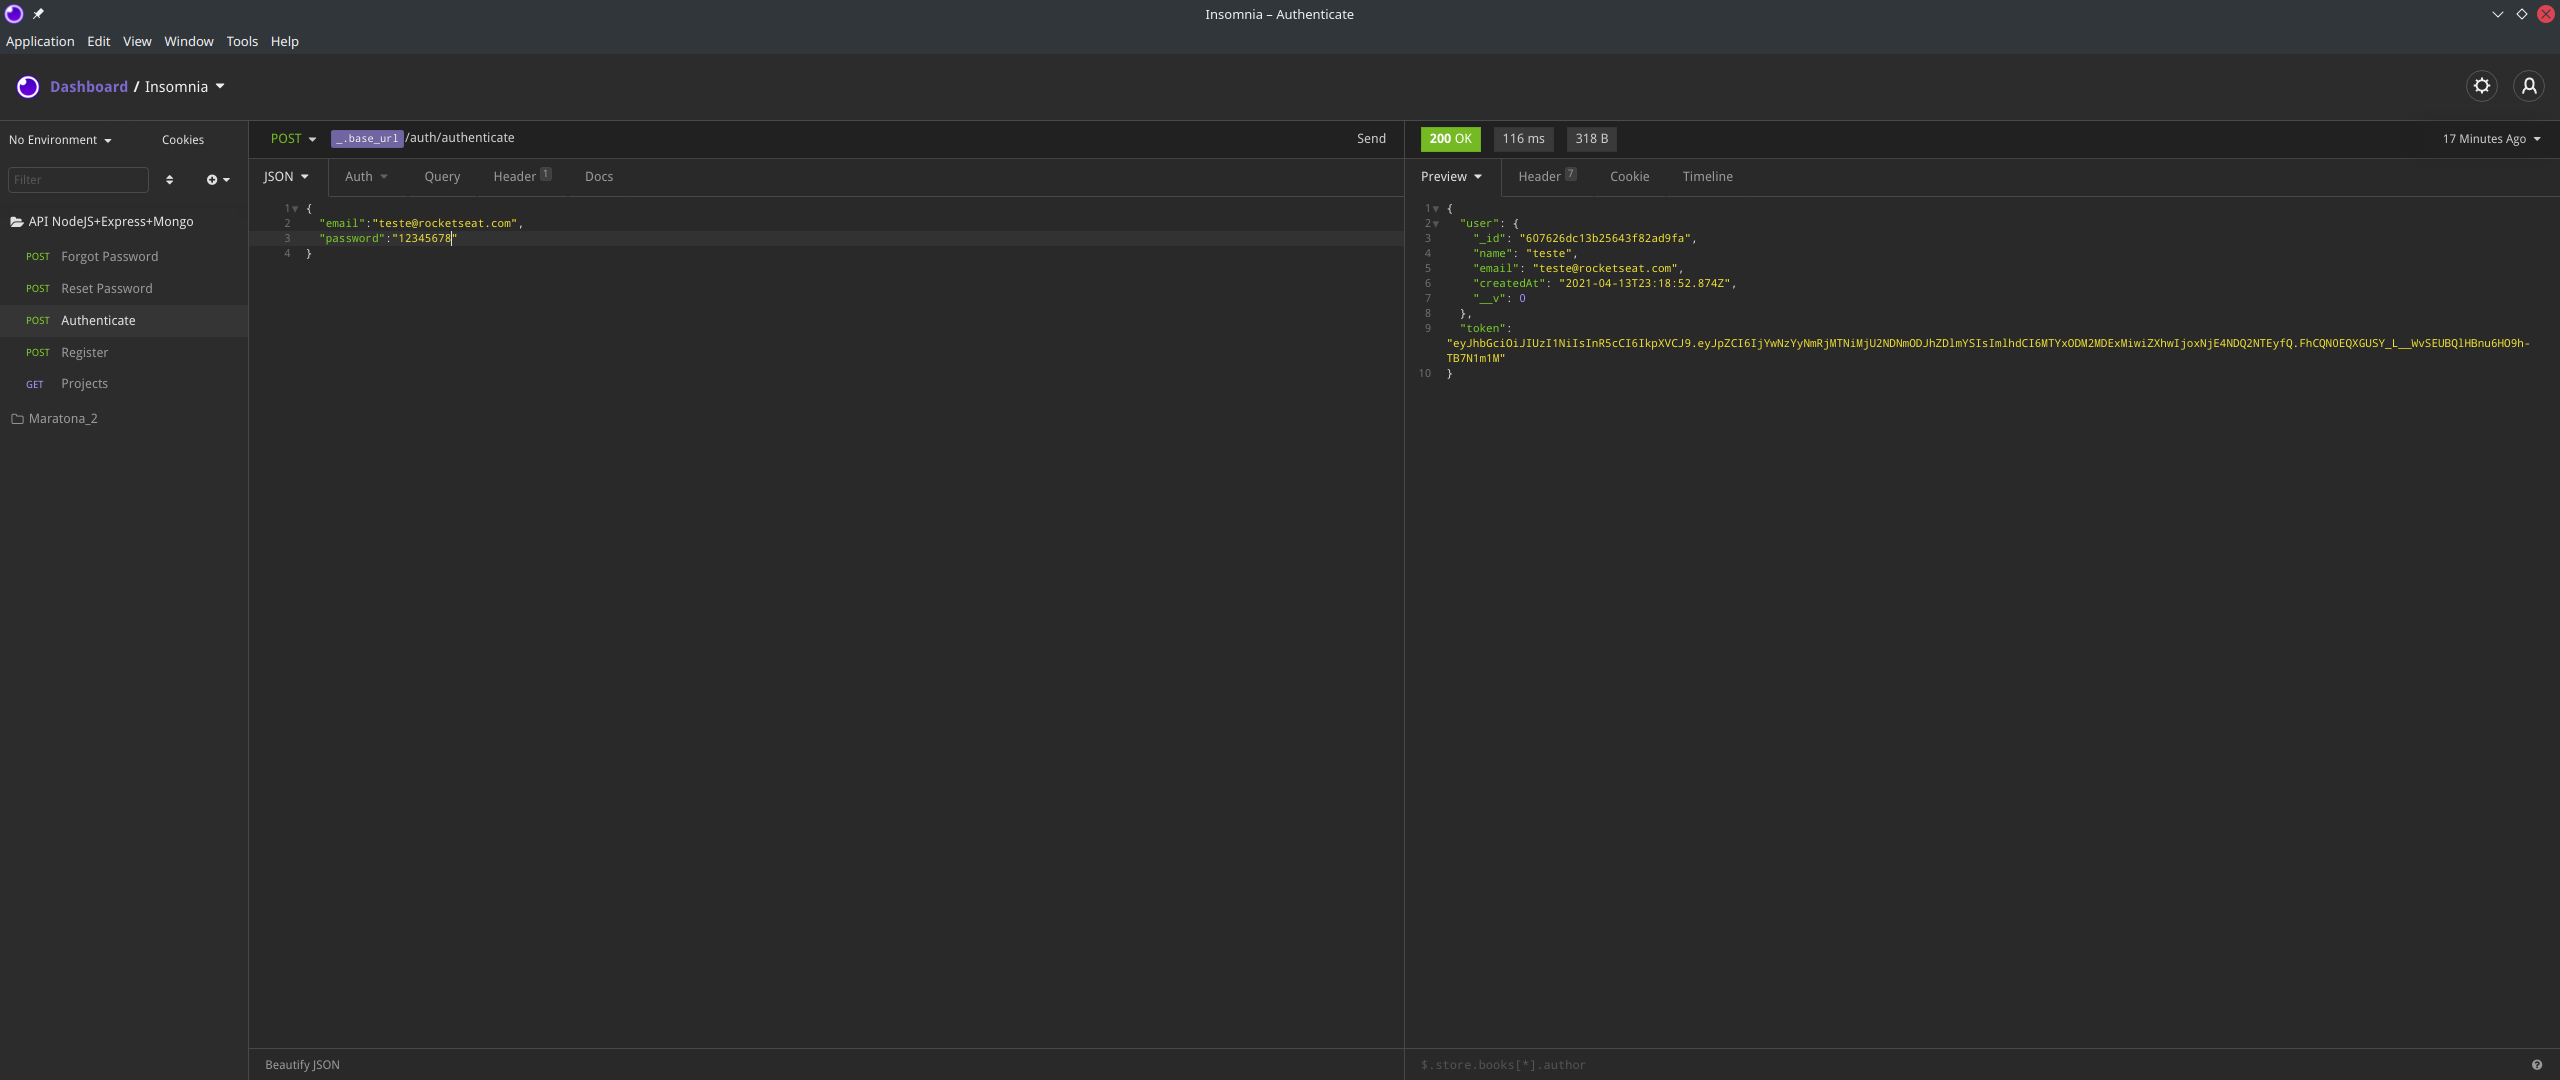 Insomnia – Authenticate
Application Edit View Window Tools Help
Dashboard / Insomnia
No Environment Cookies
Filter
API NodeJS+Express+Mongo
POST Forgot Password
POST Reset Password
POST Authenticate
POST Register
GET Projects
Maratona_2
POST _.base_url /auth/authenticate Send
JSON Auth Query Header 1 Docs
1 {
2 "email":"teste@rocketseat.com",
3 "password":"12345678"
4 }
Beautify JSON
200 OK 116 ms 318 B 17 Minutes Ago
Preview Header 7 Cookie Timeline
1 {
2 "user": {
3 "_id": "607626dc13b25643f82ad9fa",
4 "name": "teste",
5 "email": "teste@rocketseat.com",
6 "createdAt": "2021-04-13T23:18:52.874Z",
7 "__v": 0
8 },
9 "token":
"eyJhbGciOiJIUzI1NiIsInR5cCI6IkpXVCJ9.eyJpZCI6IjYwNzYyNmRjMTNiMjU2NDNmODJhZDlmYSIsImlhdCI6MTYxODM2MDExMiwiZXhwIjoxNjE4NDQ2NTEyfQ.FhCQN0EQXGUSY_L__WvSEUBQlHBnu6HO9h-
TB7N1m1M"
10 }
$.store.books[*].author